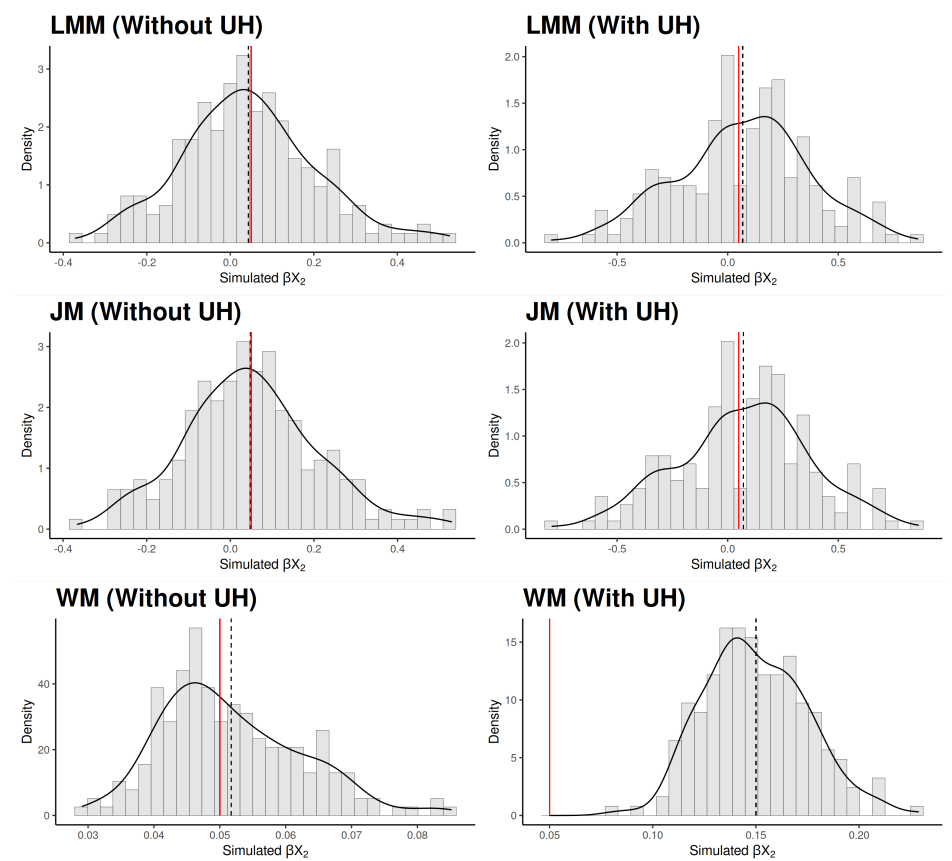 LMM (Without UH)
Density
3
2
1
0
-0.4 -0.2 0.0 0.2 0.4
Simulated βX₂
LMM (With UH)
Density
2.0
1.5
1.0
0.5
0.0
-0.5 0.0 0.5
Simulated βX₂
JM (Without UH)
Density
3
2
1
0
-0.4 -0.2 0.0 0.2 0.4
Simulated βX₂
JM (With UH)
Density
2.0
1.5
1.0
0.5
0.0
-0.5 0.0 0.5
Simulated βX₂
WM (Without UH)
Density
40
20
0
0.03 0.04 0.05 0.06 0.07 0.08
Simulated βX₂
WM (With UH)
Density
15
10
5
0
0.05 0.10 0.15 0.20
Simulated βX₂